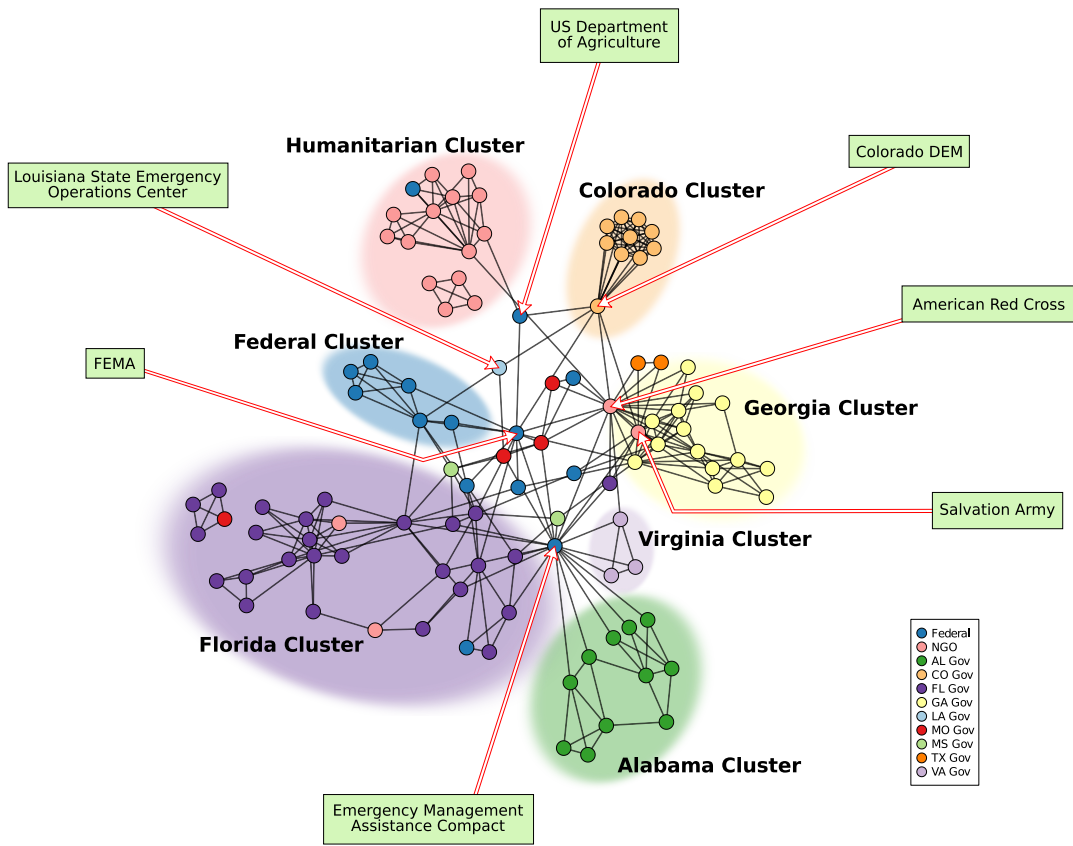 US Department
of Agriculture
Humanitarian Cluster
Colorado DEM
Louisiana State Emergency
Operations Center
Colorado Cluster
American Red Cross
Federal Cluster
FEMA
Georgia Cluster
Salvation Army
Virginia Cluster
Florida Cluster
Federal
NGO
AL Gov
CO Gov
FL Gov
GA Gov
LA Gov
MO Gov
MS Gov
TX Gov
VA Gov
Alabama Cluster
Emergency Management
Assistance Compact